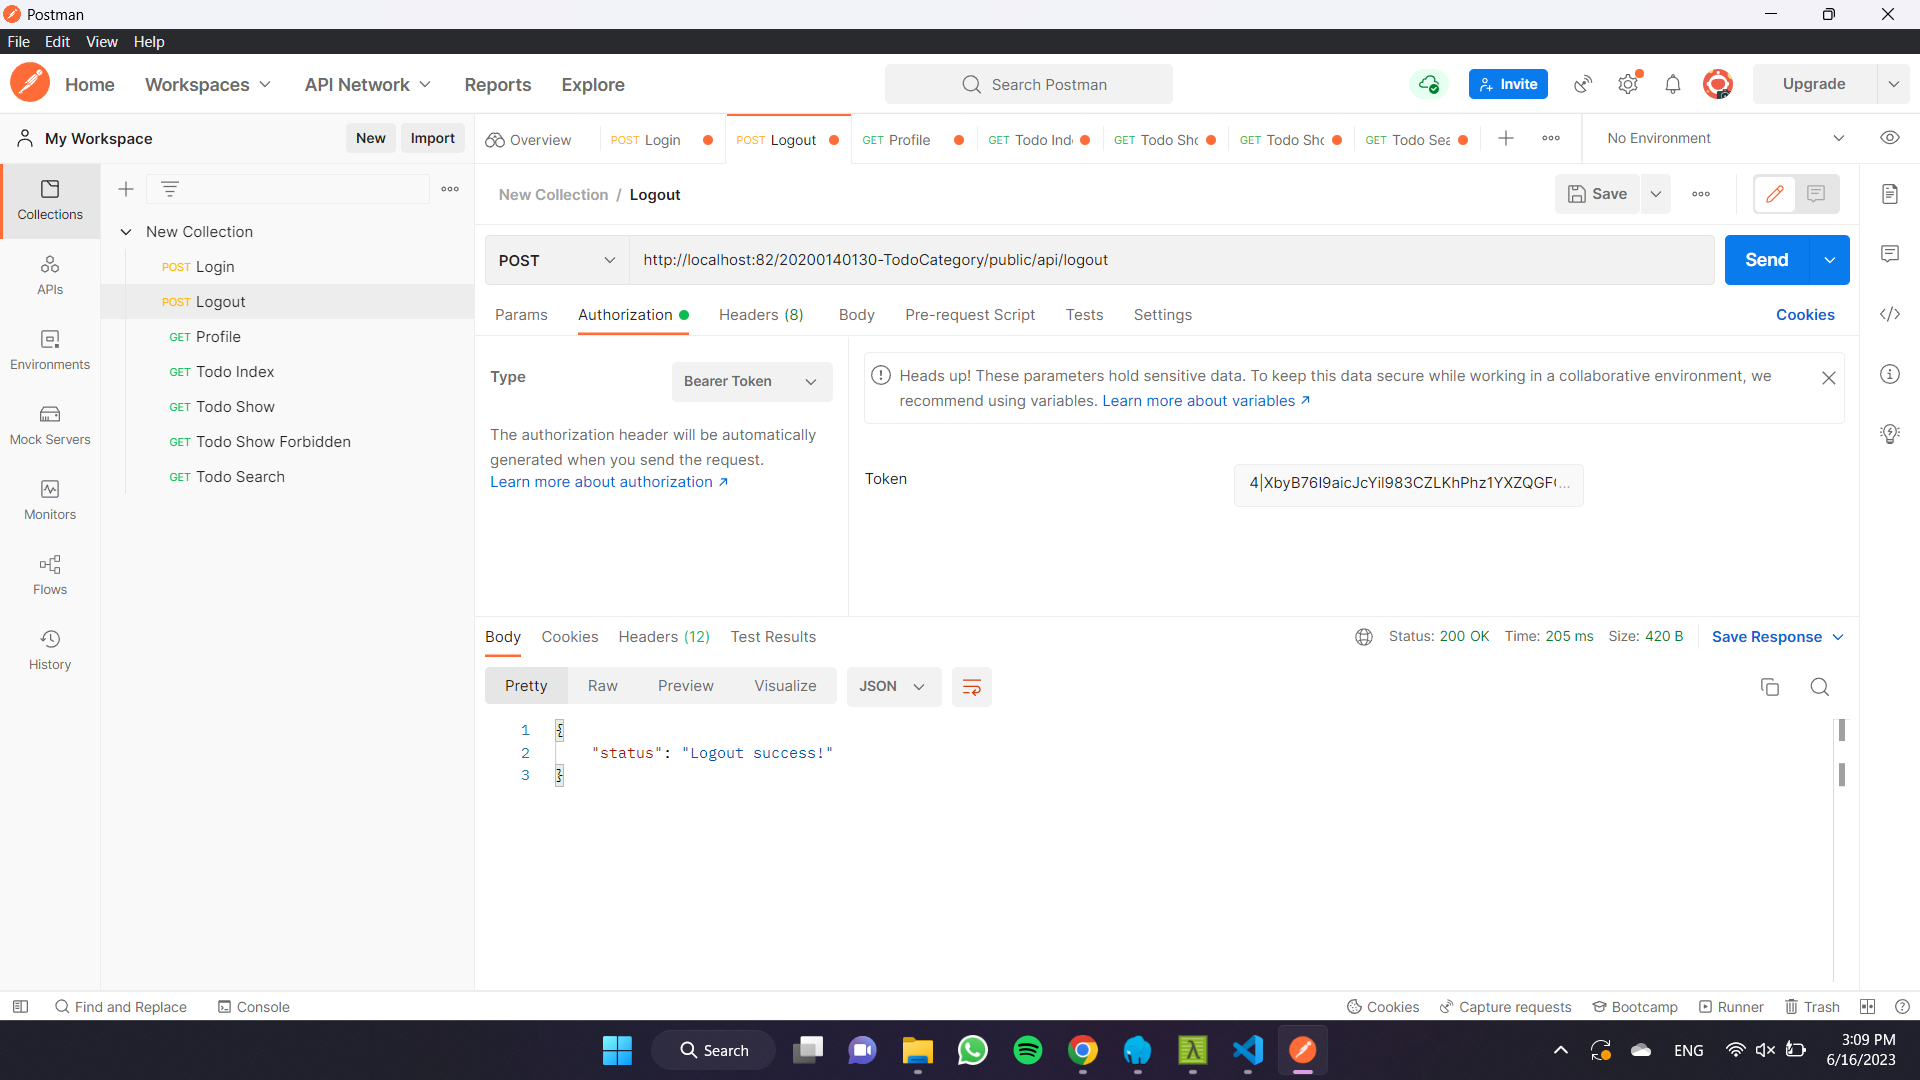 Postman
File Edit View Help
Home Workspaces API Network Reports Explore Search Postman Invite Upgrade
My Workspace New Import Overview POST Login POST Logout GET Profile GET Todo Ind GET Todo Sho GET Todo Sho GET Todo Sea No Environment
Collections
APIs
Environments
Mock Servers
Monitors
Flows
History
New Collection
POST Login
POST Logout
GET Profile
GET Todo Index
GET Todo Show
GET Todo Show Forbidden
GET Todo Search
New Collection / Logout Save
POST http://localhost:82/20200140130-TodoCategory/public/api/logout Send
Params Authorization Headers (8) Body Pre-request Script Tests Settings Cookies
Type Bearer Token
The authorization header will be automatically
generated when you send the request.
Learn more about authorization ↗
Heads up! These parameters hold sensitive data. To keep this data secure while working in a collaborative environment, we
recommend using variables. Learn more about variables ↗
Token 4|XbyB76I9aicJcYil983CZLKhPhz1YXZQGF...
Body Cookies Headers (12) Test Results Status: 200 OK Time: 205 ms Size: 420 B Save Response
Pretty Raw Preview Visualize JSON
1 {
2 "status": "Logout success!"
3 }
Find and Replace Console Cookies Capture requests Bootcamp Runner Trash
Search ENG 3:09 PM
6/16/2023